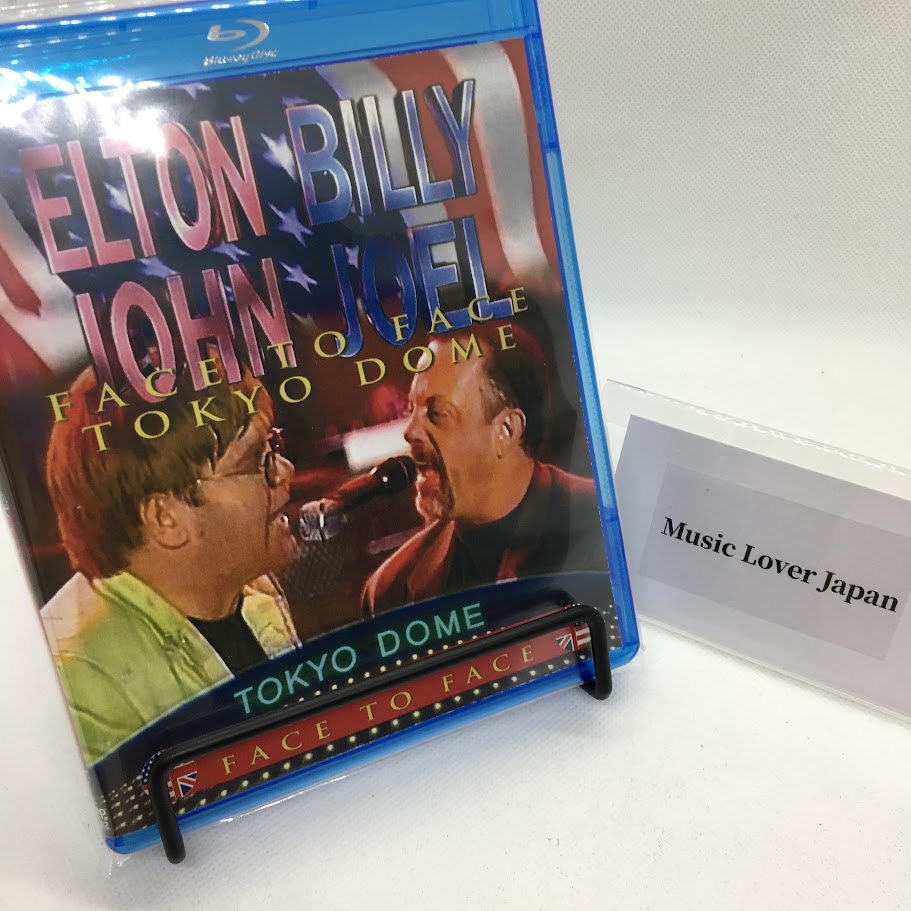 Blu-ray Disc
ELTON BILLY
JOHN JOEL
FACE TO FACE
TOKYO DOME
TOKYO DOME
FACE TO FACE
Music Lover Japan